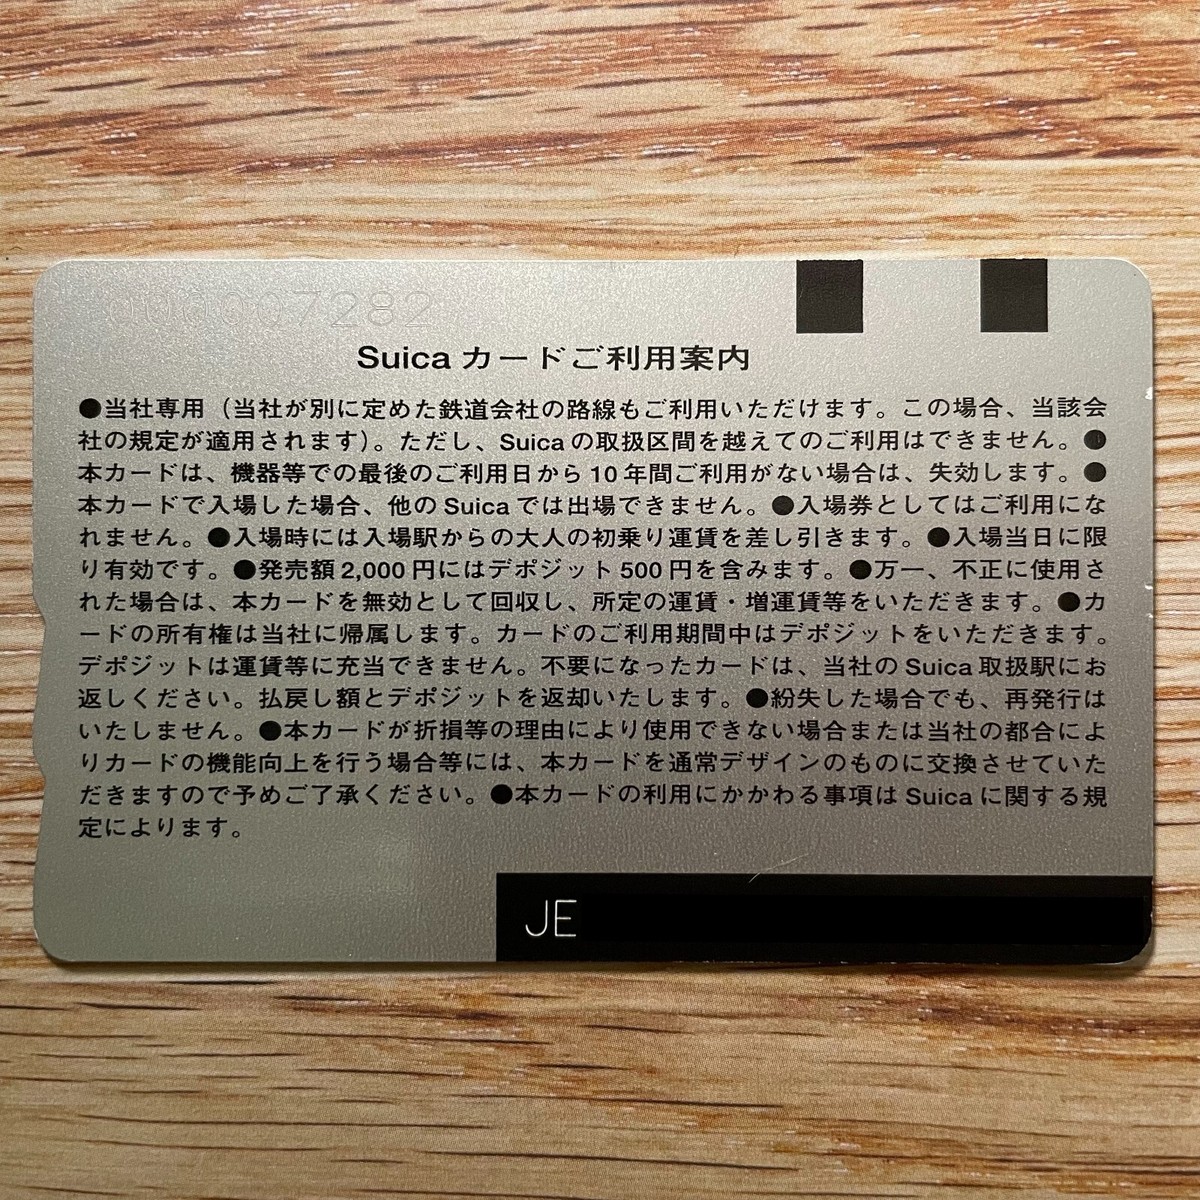 000007282
Suica カードご利用案内
●当社専用（当社が別に定めた鉄道会社の路線もご利用いただけます。この場合、当該会
社の規定が適用されます）。ただし、Suicaの取扱区間を越えてのご利用はできません。●
本カードは、機器等での最後のご利用日から10年間ご利用がない場合は、失効します。●
本カードで入場した場合、他のSuicaでは出場できません。●入場券としてはご利用にな
れません。●入場時には入場駅からの大人の初乗り運賃を差し引きます。●入場当日に限
り有効です。●発売額2,000円にはデポジット500円を含みます。●万一、不正に使用さ
れた場合は、本カードを無効として回収し、所定の運賃・増運賃等をいただきます。●カ
ードの所有権は当社に帰属します。カードのご利用期間中はデポジットをいただきます。
デポジットは運賃等に充当できません。不要になったカードは、当社のSuica取扱駅にお
返しください。払戻し額とデポジットを返却いたします。●紛失した場合でも、再発行は
いたしません。●本カードが折損等の理由により使用できない場合または当社の都合によ
りカードの機能向上を行う場合等には、本カードを通常デザインのものに交換させていた
だきますので予めご了承ください。●本カードの利用にかかわる事項はSuicaに関する規
定によります。
JE